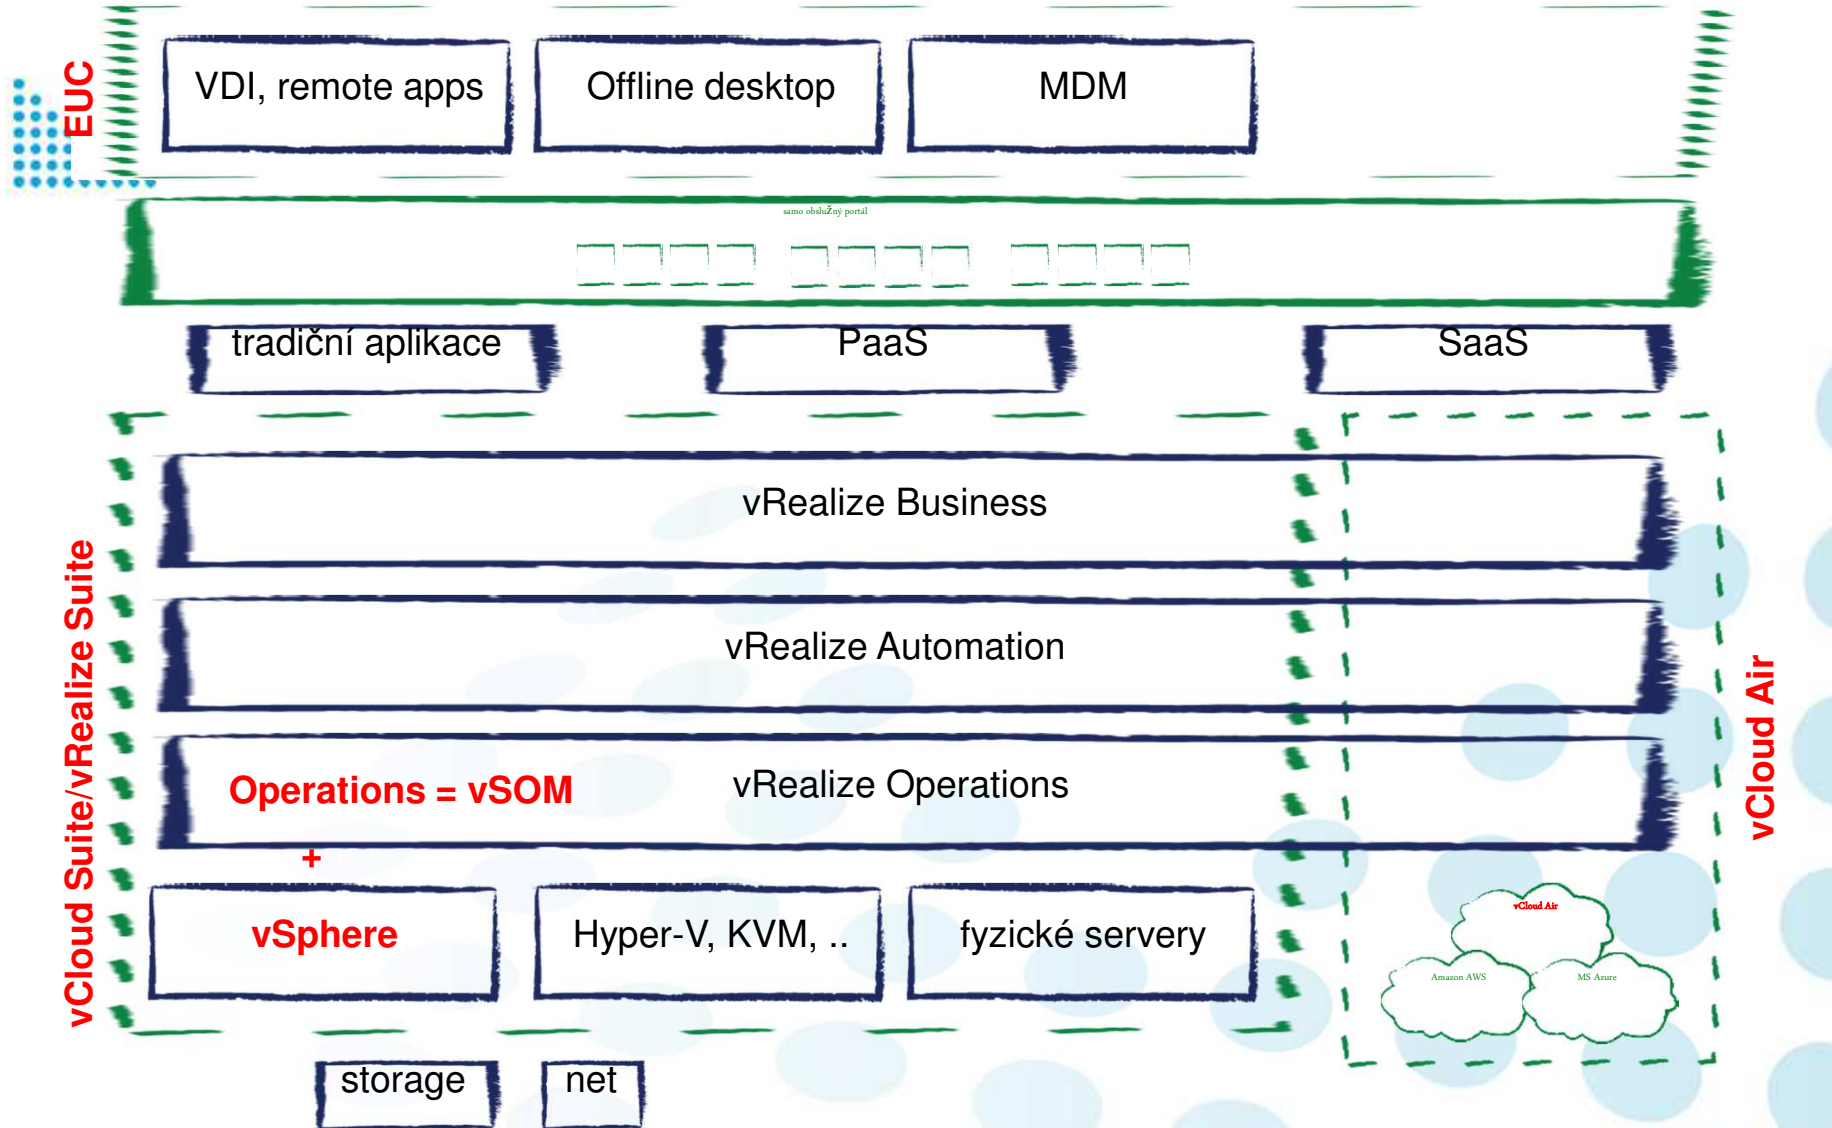 EUC
VDI, remote apps
Offline desktop
MDM
samo obslužný portál
tradiční aplikace
PaaS
SaaS
vCloud Suite/vRealize Suite
vRealize Business
vRealize Automation
Operations = vSOM
vRealize Operations
+
vSphere
Hyper-V, KVM, ..
fyzické servery
vCloud Air
Amazon AWS
MS Azure
vCloud Air
storage
net